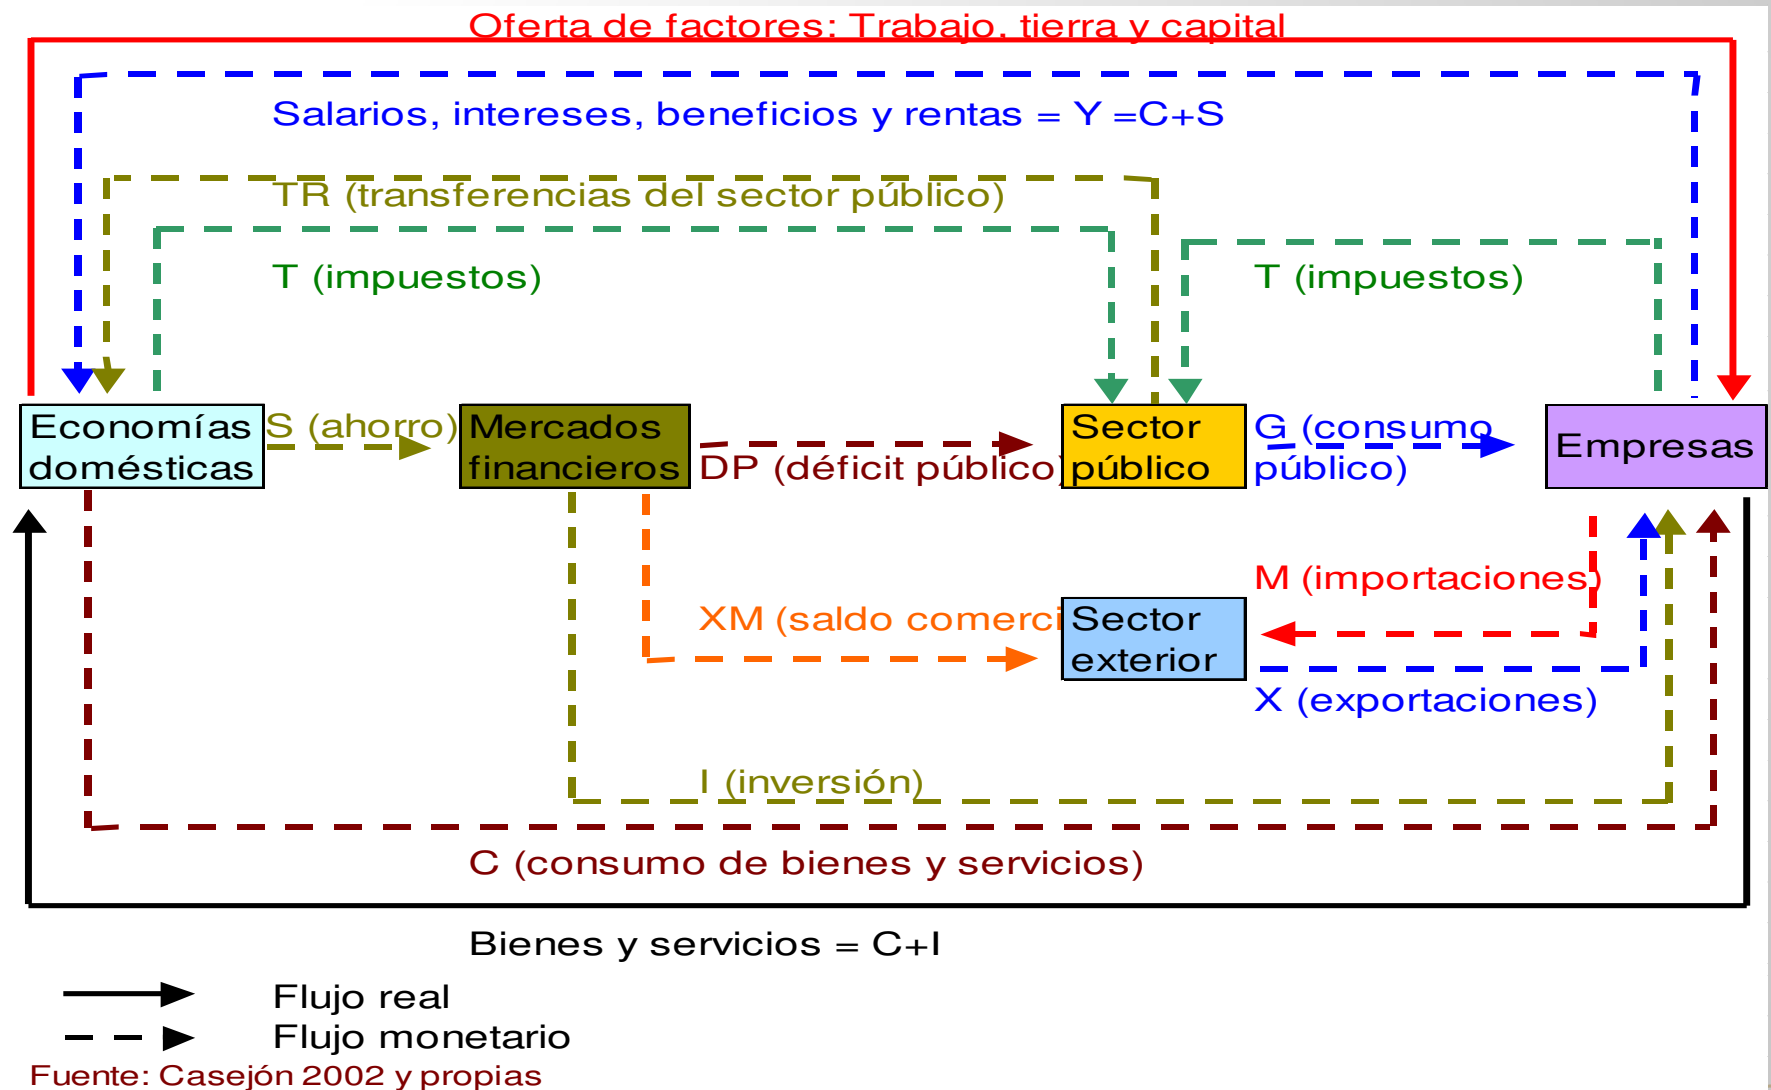 Oferta de factores: Trabajo, tierra y capital
Salarios, intereses, beneficios y rentas = Y =C+S
TR (transferencias del sector público)
T (impuestos)
T (impuestos)
Economías
domésticas
S (ahorro)
Mercados
financieros
DP (déficit público)
Sector
público
G (consumo
público)
Empresas
M (importaciones)
XM (saldo comerci
Sector
exterior
X (exportaciones)
I (inversión)
C (consumo de bienes y servicios)
Bienes y servicios = C+I
Flujo real
Flujo monetario
Fuente: Casejón 2002 y propias